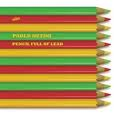 PAOLO NUTINI
PENCIL FULL OF LEAD